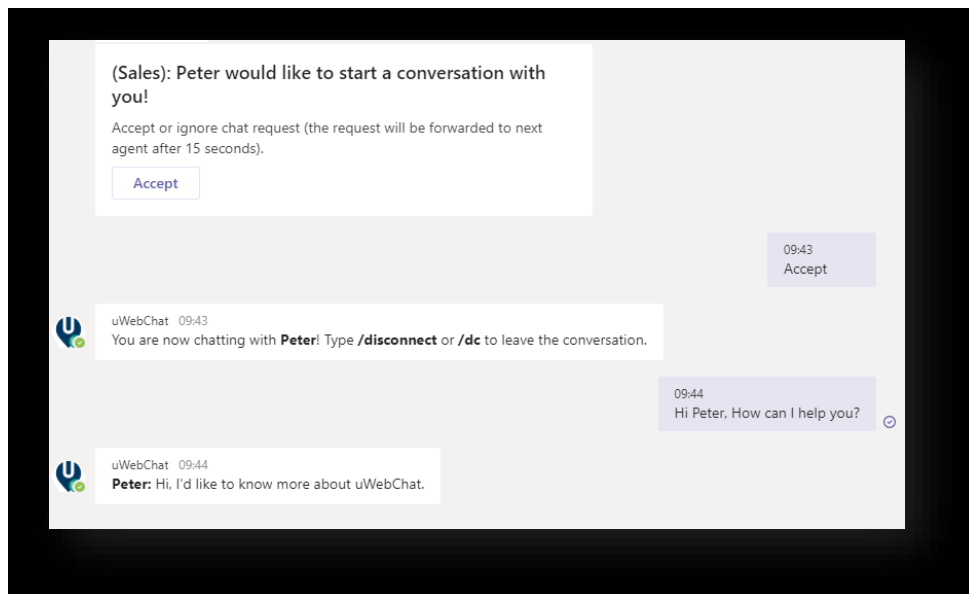 (Sales): Peter would like to start a conversation with
you!
Accept or ignore chat request (the request will be forwarded to next
agent after 15 seconds).
Accept
09:43
Accept
uWebChat 09:43
You are now chatting with Peter! Type /disconnect or /dc to leave the conversation.
09:44
Hi Peter, How can I help you?
uWebChat 09:44
Peter: Hi, I'd like to know more about uWebChat.